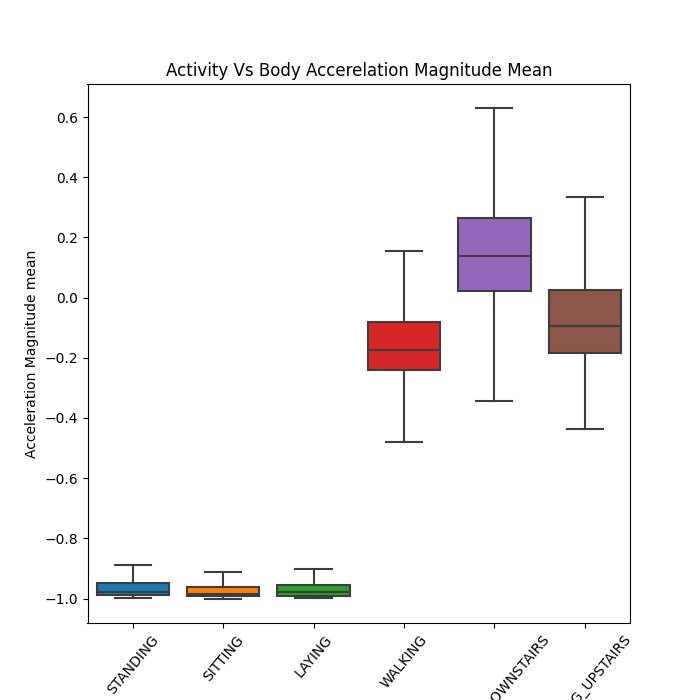 Activity Vs Body Accerelation Magnitude Mean
Acceleration Magnitude mean
0.6
0.4
0.2
0.0
−0.2
−0.4
−0.6
−0.8
−1.0
STANDING
SITTING
LAYING
WALKING
OWNSTAIRS
G_UPSTAIRS